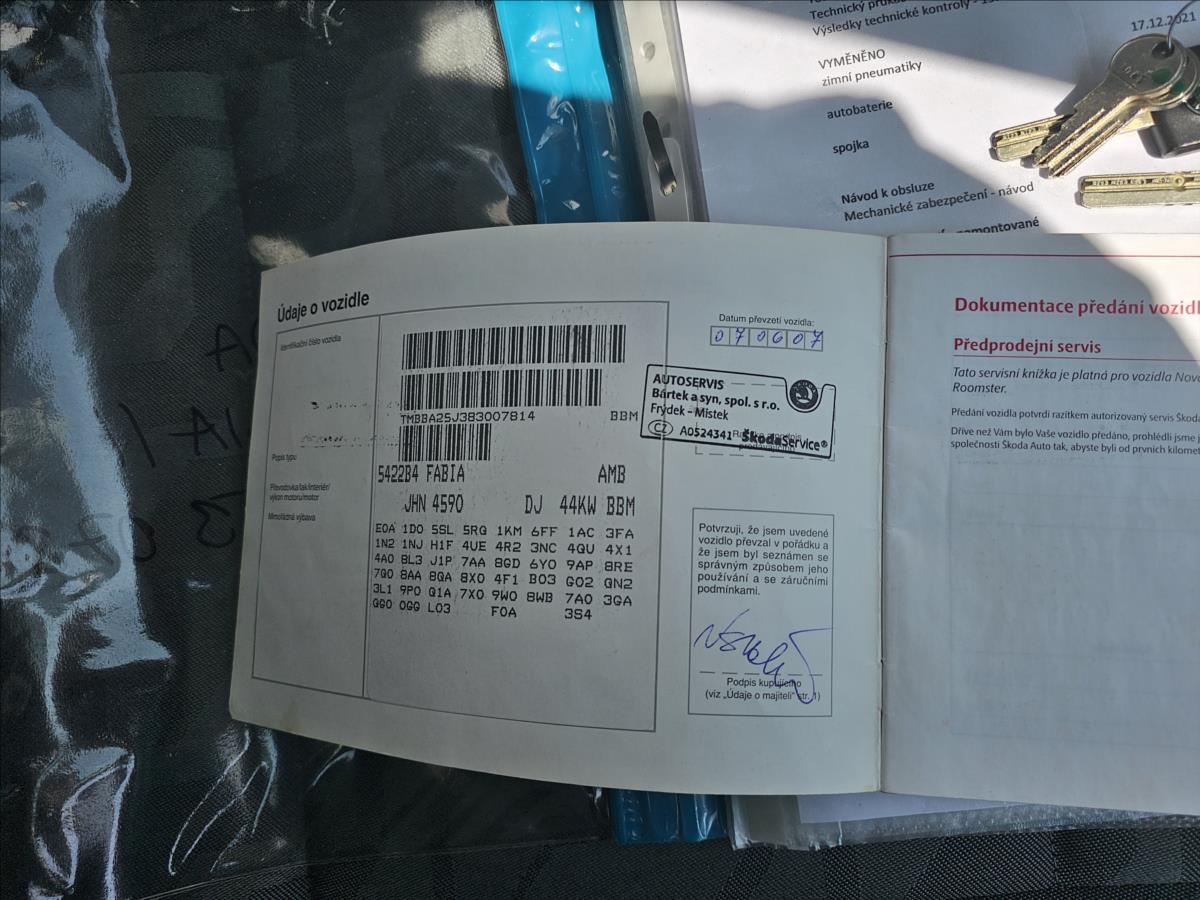 Technický
Výsledky technické kontroly -
17.12.2021
VYMĚNĚNO
zimní pneumatiky
autobaterie
spojka
Návod k obsluze
Mechanické zabezpečení - návod
Údaje o vozidle
Identifikační číslo vozidla
TMBBA25J383007814 BBM
Popis typu
5422B4 FABIA AMB
Převodovka/lak/interiér/
výkon motoru/motor
JHN 4590 DJ 44KW BBM
Mimořádná výbava
E0A 1D0 5SL 5RG 1KM 6FF 1AC 3FA
1N2 1NJ H1F 4UE 4R2 3NC 4GU 4X1
4A0 8L3 J1P 7AA 8GD 6Y0 9AP 8RE
7Q0 8AA 8QA 8X0 4F1 B03 G02 QN2
3L1 9P0 Q1A 7X0 9W0 8WB 7A0 3GA
GG0 0GG L03 F0A 3S4
Datum převzetí vozidla:
070607
AUTOSERVIS
Bártek a syn, spol. s r.o.
Frýdek - Místek
CZ A0524341 ŠkodaService®
Potvrzuji, že jsem uvedené
vozidlo převzal v pořádku a
že jsem byl seznámen se
správným způsobem jeho
používání a se záručními
podmínkami.
Podpis kupujícího
(viz „Údaje o majiteli“ str. 1)
Dokumentace předání vozidl
Předprodejní servis
Tato servisní knížka je platná pro vozidla
Roomster.
Předání vozidla potvrdí razítkem autorizovaný servis
Dříve než Vám bylo Vaše vozidlo předáno, prohlédli jsme
společnosti Škoda Auto tak, abyste byli od prvních